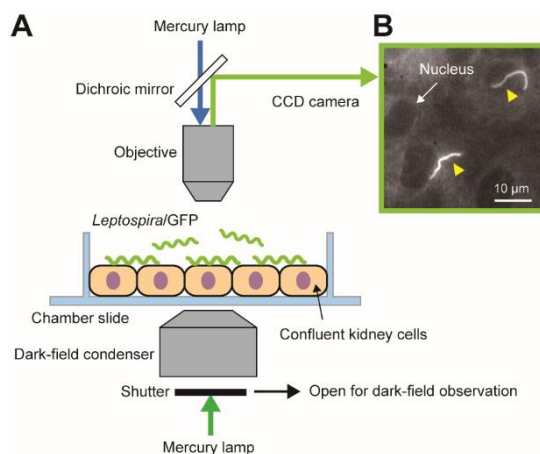 A
Mercury lamp
B
Dichroic mirror
Nucleus
CCD camera
Objective
10 µm
Leptospira/GFP
Chamber slide
Confluent kidney cells
Dark-field condenser
Shutter
Open for dark-field observation
Mercury lamp